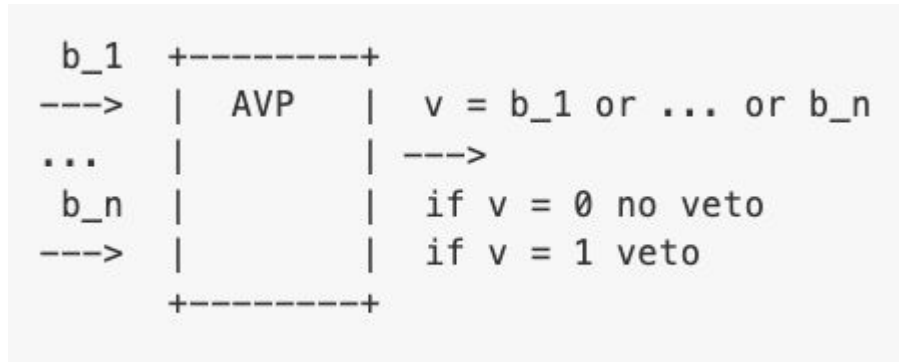 b_1  +--------+
---> |  AVP   |  v = b_1 or ... or b_n
...  |        | --->
b_n  |        |  if v = 0 no veto
---> |        |  if v = 1 veto
     +--------+